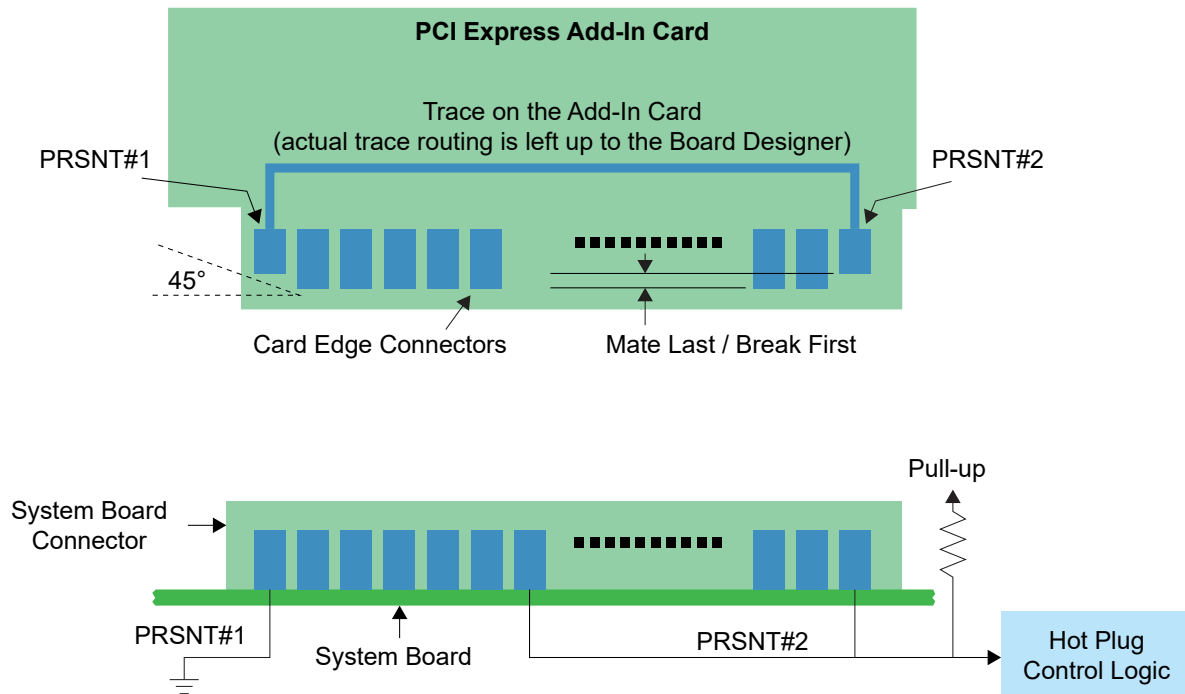 PCI Express Add-In Card
Trace on the Add-In Card
(actual trace routing is left up to the Board Designer)
PRSNT#1
PRSNT#2
45°
Card Edge Connectors
Mate Last / Break First
Pull-up
System Board
Connector
PRSNT#1
System Board
PRSNT#2
Hot Plug
Control Logic